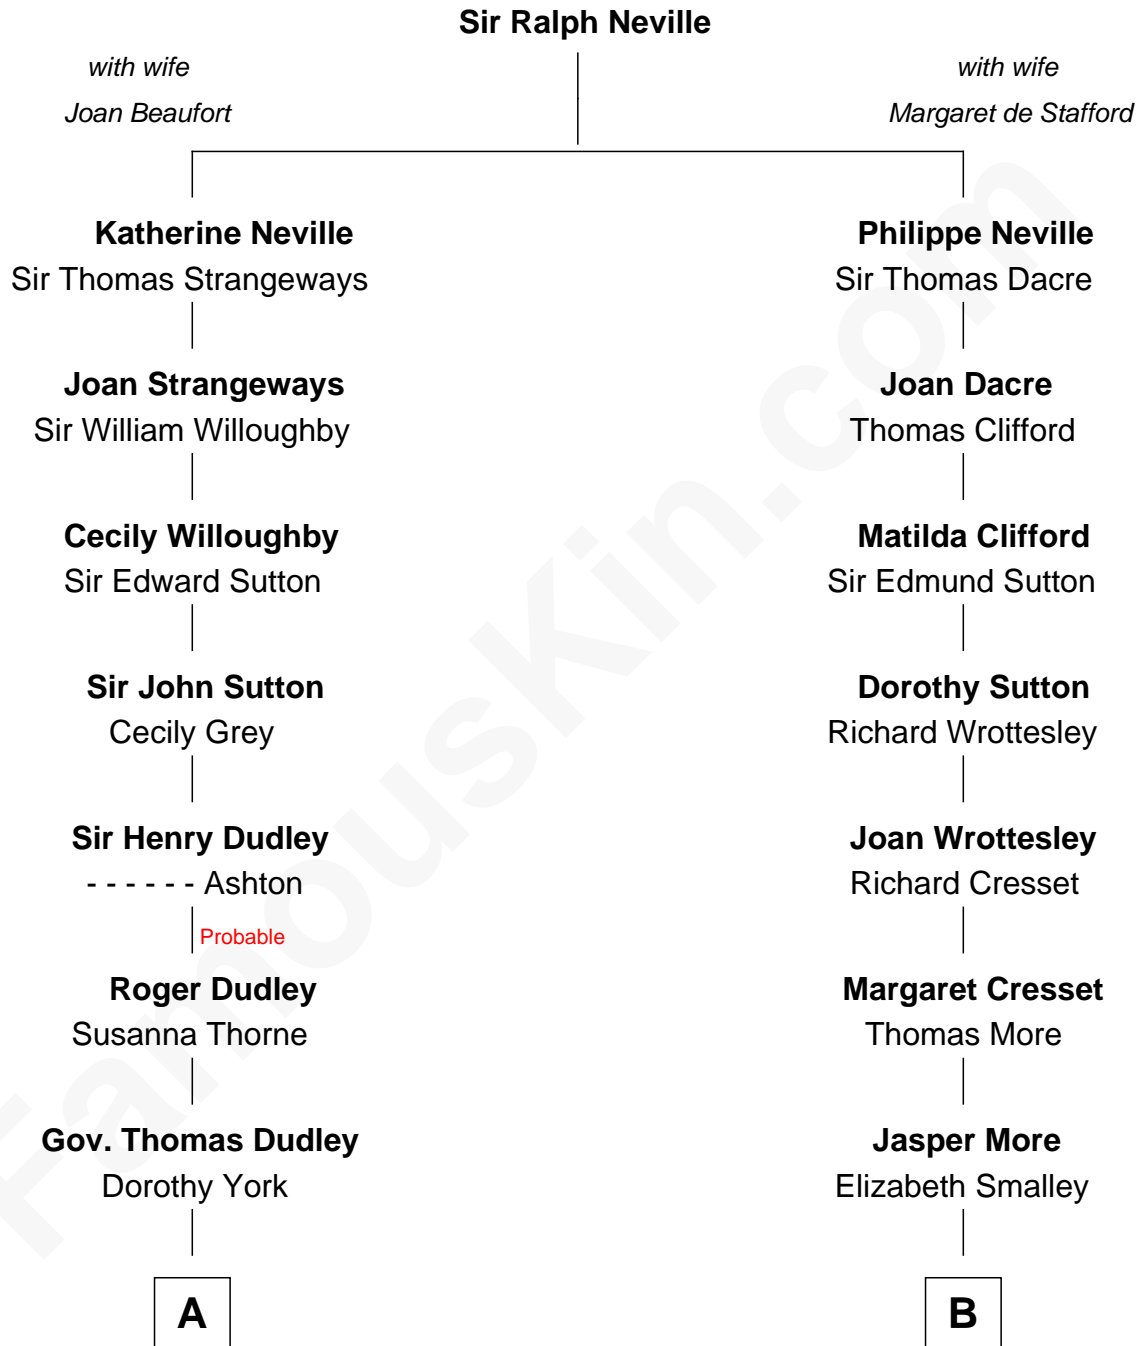 Sir Ralph Neville
with wife
Joan Beaufort
with wife
Margaret de Stafford
Katherine Neville
Sir Thomas Strangeways
Philippe Neville
Sir Thomas Dacre
Joan Strangeways
Sir William Willoughby
Joan Dacre
Thomas Clifford
Cecily Willoughby
Sir Edward Sutton
Matilda Clifford
Sir Edmund Sutton
Sir John Sutton
Cecily Grey
Dorothy Sutton
Richard Wrottesley
Sir Henry Dudley
- - - - - - Ashton
Joan Wrottesley
Richard Cresset
Probable
Roger Dudley
Susanna Thorne
Margaret Cresset
Thomas More
Gov. Thomas Dudley
Dorothy York
Jasper More
Elizabeth Smalley
A
B
FamousKin.com